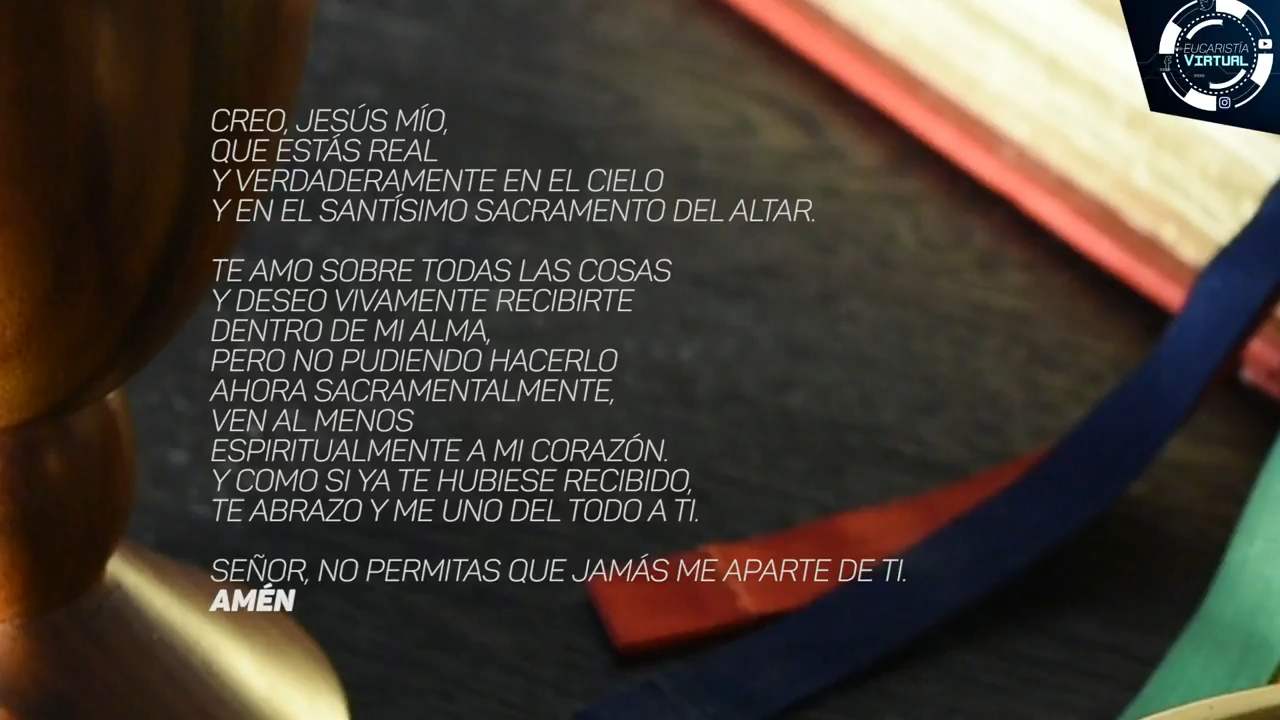 EUCARISTÍA
VIRTUAL
CREO, JESÚS MÍO,
QUE ESTÁS REAL
Y VERDADERAMENTE EN EL CIELO
Y EN EL SANTÍSIMO SACRAMENTO DEL ALTAR.
TE AMO SOBRE TODAS LAS COSAS
Y DESEO VIVAMENTE RECIBIRTE
DENTRO DE MI ALMA,
PERO NO PUDIENDO HACERLO
AHORA SACRAMENTALMENTE,
VEN AL MENOS
ESPIRITUALMENTE A MI CORAZÓN.
Y COMO SI YA TE HUBIESE RECIBIDO,
TE ABRAZO Y ME UNO DEL TODO A TI.
SEÑOR, NO PERMITAS QUE JAMÁS ME APARTE DE TI.
AMÉN